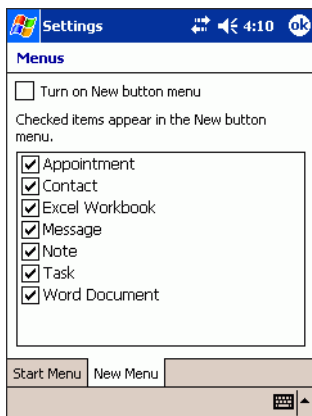 Settings 4:10 ok
Menus
Turn on New button menu
Checked items appear in the New button
menu.
Appointment
Contact
Excel Workbook
Message
Note
Task
Word Document
Start Menu New Menu